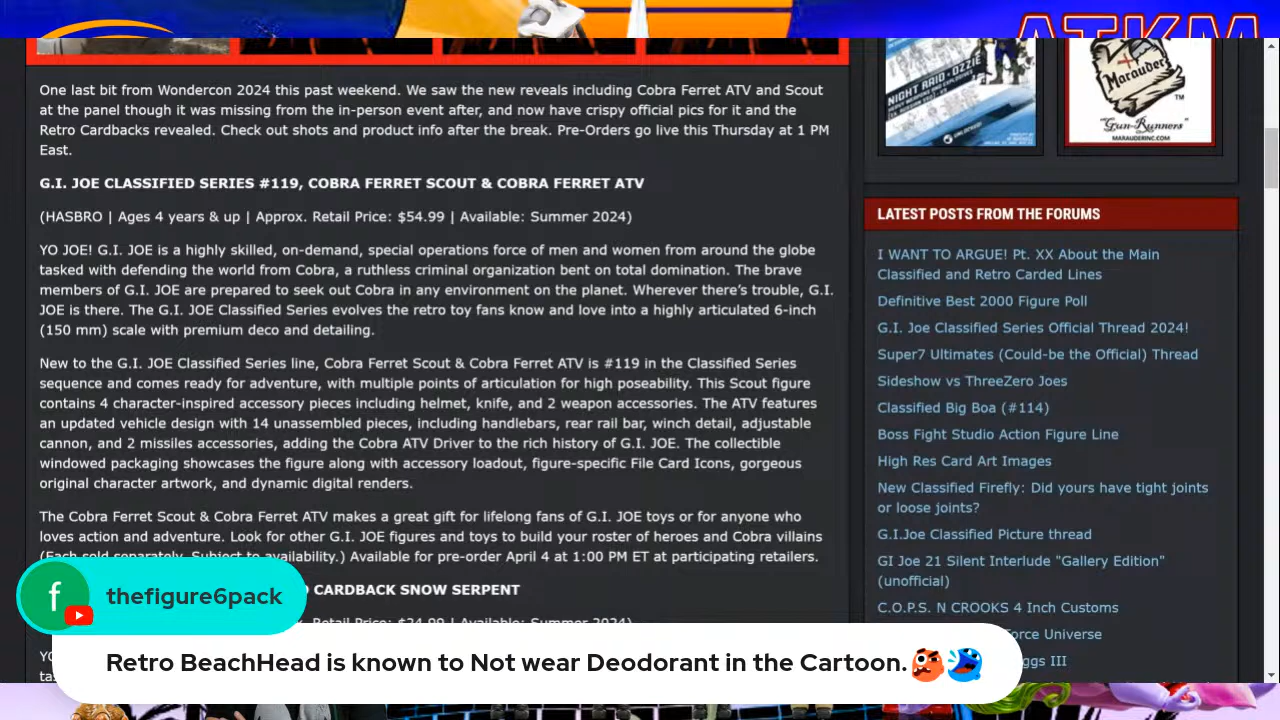 ATKM
One last bit from Wondercon 2024 this past weekend. We saw the new reveals including Cobra Ferret ATV and Scout
at the panel though it was missing from the in-person event after, and now have crispy official pics for it and the
Retro Cardbacks revealed. Check out shots and product info after the break. Pre-Orders go live this Thursday at 1 PM
East.
G.I. JOE CLASSIFIED SERIES #119, COBRA FERRET SCOUT & COBRA FERRET ATV
(HASBRO | Ages 4 years & up | Approx. Retail Price: $54.99 | Available: Summer 2024)
YO JOE! G.I. JOE is a highly skilled, on-demand, special operations force of men and women from around the globe
tasked with defending the world from Cobra, a ruthless criminal organization bent on total domination. The brave
members of G.I. JOE are prepared to seek out Cobra in any environment on the planet. Wherever there's trouble, G.I.
JOE is there. The G.I. JOE Classified Series evolves the retro toy fans know and love into a highly articulated 6-inch
(150 mm) scale with premium deco and detailing.
New to the G.I. JOE Classified Series line, Cobra Ferret Scout & Cobra Ferret ATV is #119 in the Classified Series
sequence and comes ready for adventure, with multiple points of articulation for high poseability. This Scout figure
contains 4 character-inspired accessory pieces including helmet, knife, and 2 weapon accessories. The ATV features
an updated vehicle design with 14 unassembled pieces, including handlebars, rear rail bar, winch detail, adjustable
cannon, and 2 missiles accessories, adding the Cobra ATV Driver to the rich history of G.I. JOE. The collectible
windowed packaging showcases the figure along with accessory loadout, figure-specific File Card Icons, gorgeous
original character artwork, and dynamic digital renders.
The Cobra Ferret Scout & Cobra Ferret ATV makes a great gift for lifelong fans of G.I. JOE toys or for anyone who
loves action and adventure. Look for other G.I. JOE figures and toys to build your roster of heroes and Cobra villains
(Each sold separately. Subject to availability.) Available for pre-order April 4 at 1:00 PM ET at participating retailers.
CARDBACK SNOW SERPENT
Retail Price: $24.99 | Available: Summer 2024)
NIGHT RAID - OZZIE
Marauder
TM
"Gun-Runners"
MARAUDERINC.COM
LATEST POSTS FROM THE FORUMS
I WANT TO ARGUE! Pt. XX About the Main
Classified and Retro Carded Lines
Definitive Best 2000 Figure Poll
G.I. Joe Classified Series Official Thread 2024!
Super7 Ultimates (Could-be the Official) Thread
Sideshow vs ThreeZero Joes
Classified Big Boa (#114)
Boss Fight Studio Action Figure Line
High Res Card Art Images
New Classified Firefly: Did yours have tight joints
or loose joints?
G.I.Joe Classified Picture thread
GI Joe 21 Silent Interlude "Gallery Edition"
(unofficial)
C.O.P.S. N CROOKS 4 Inch Customs
Force Universe
ggs III
f
thefigure6pack
Retro BeachHead is known to Not wear Deodorant in the Cartoon.